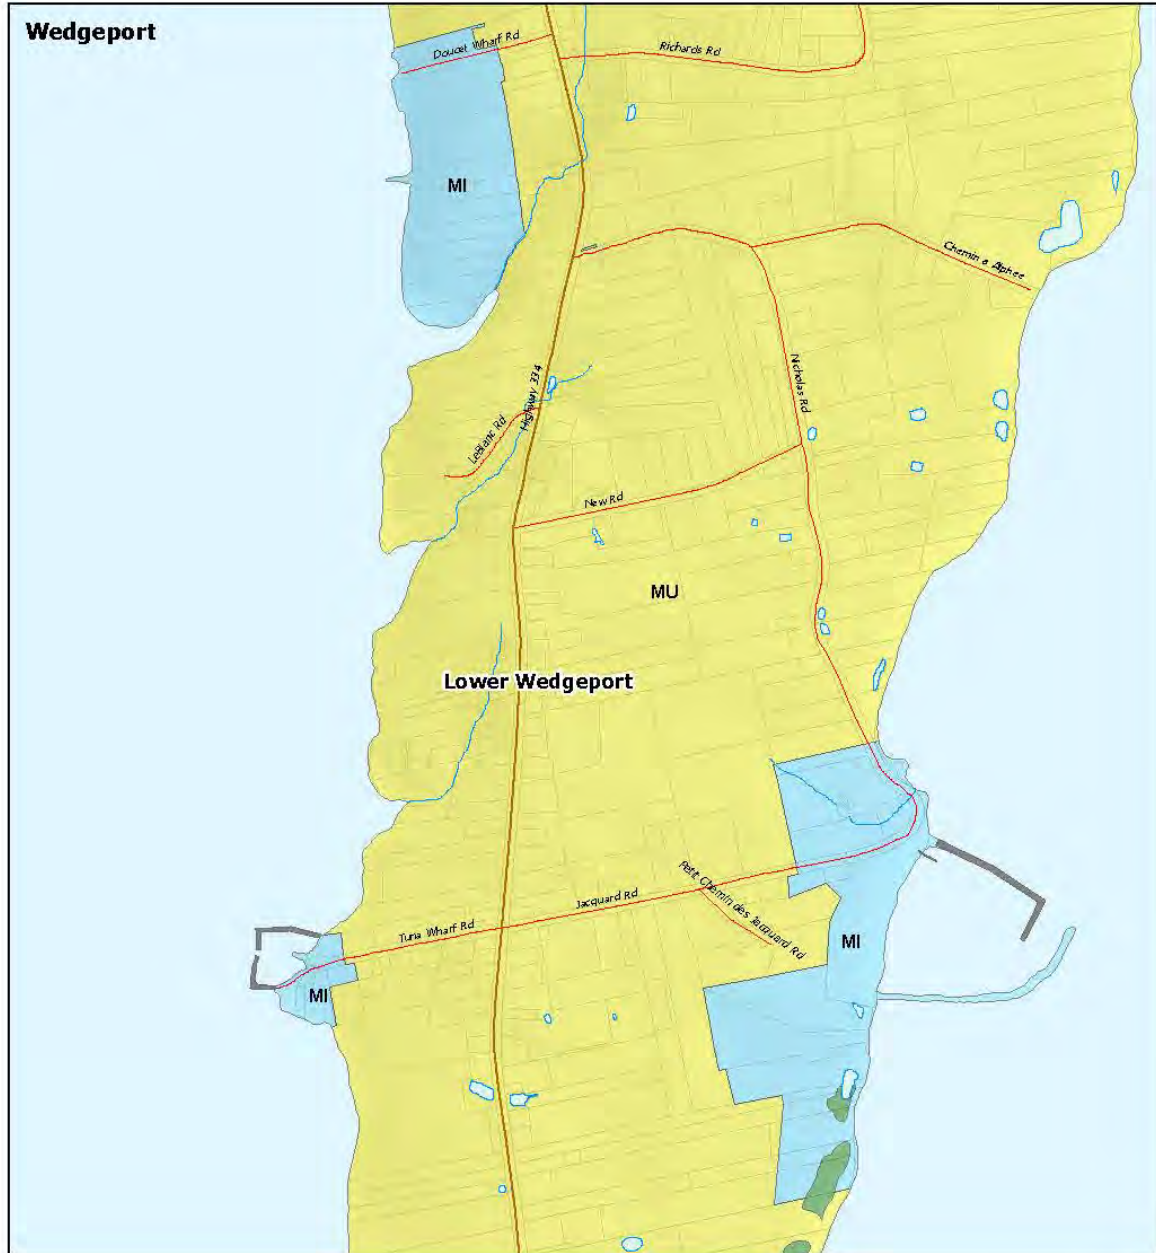 Wedgeport
Doucet Wharf Rd
Richards Rd
MI
Chemin a Alphee
Highway 334
Nicholas Rd
LeBlanc Rd
New Rd
MU
Lower Wedgeport
Petit Chemin des Jacquard Rd
Jacquard Rd
Tuna Wharf Rd
MI
MI